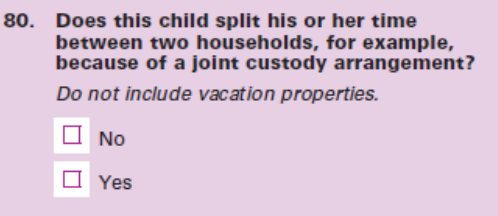 80. Does this child split his or her time
between two households, for example,
because of a joint custody arrangement?
Do not include vacation properties.
No
Yes